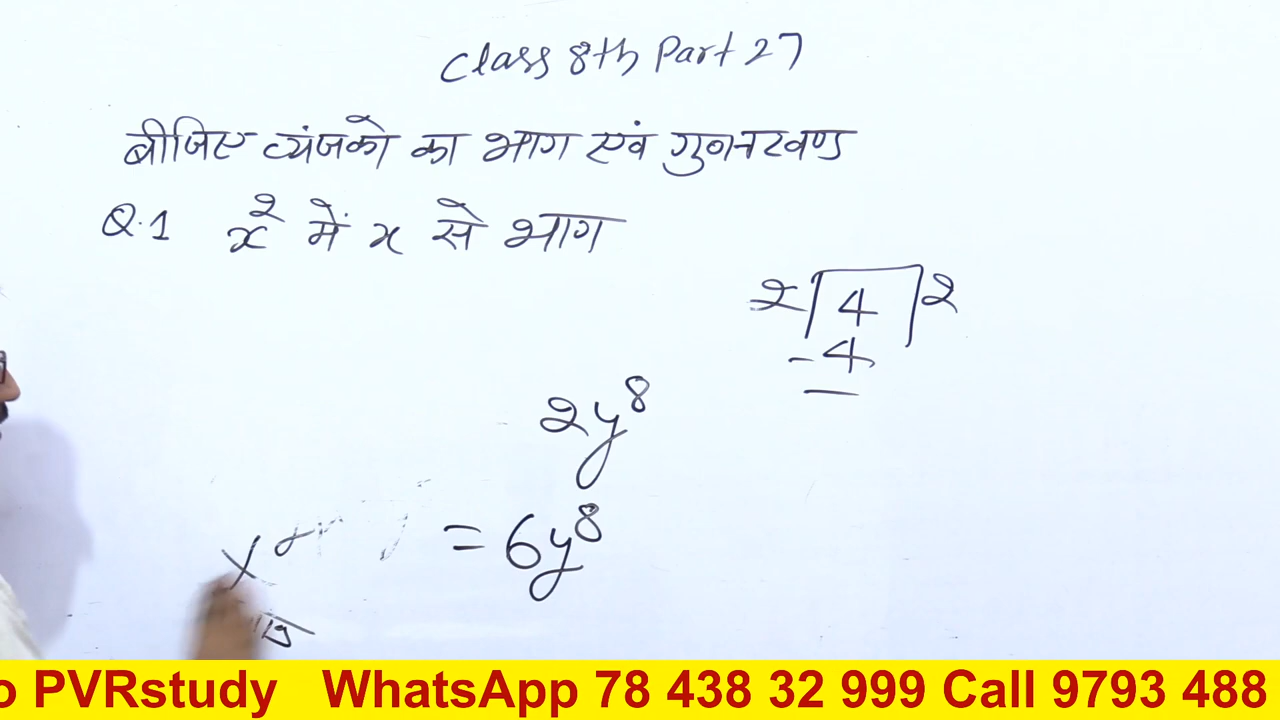 Class 8th Part 27
बीजिए व्यंजको का भाग एवं गुणनखण्ड
Q.1 x² में x से भाग
2 4 2
-4
2y⁸
= 6y⁸
o PVRstudy WhatsApp 78 438 32 999 Call 9793 488